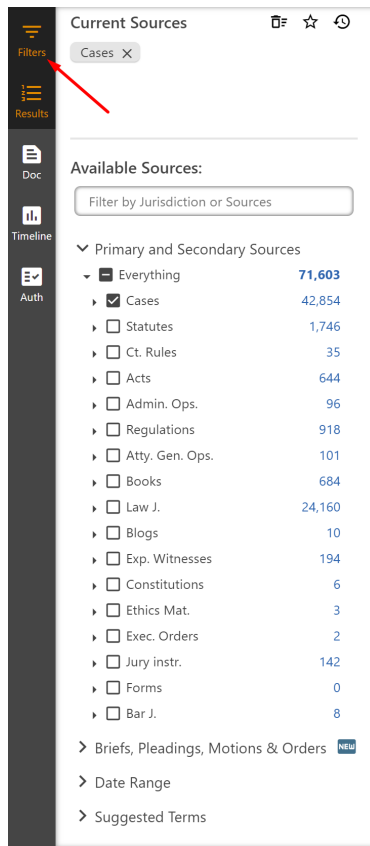 Filters
Results
Doc
Timeline
Auth
Current Sources
Cases
Available Sources:
Filter by Jurisdiction or Sources
Primary and Secondary Sources
Everything 71,603
Cases 42,854
Statutes 1,746
Ct. Rules 35
Acts 644
Admin. Ops. 96
Regulations 918
Atty. Gen. Ops. 101
Books 684
Law J. 24,160
Blogs 10
Exp. Witnesses 194
Constitutions 6
Ethics Mat. 3
Exec. Orders 2
Jury instr. 142
Forms 0
Bar J. 8
Briefs, Pleadings, Motions & Orders NEW
Date Range
Suggested Terms